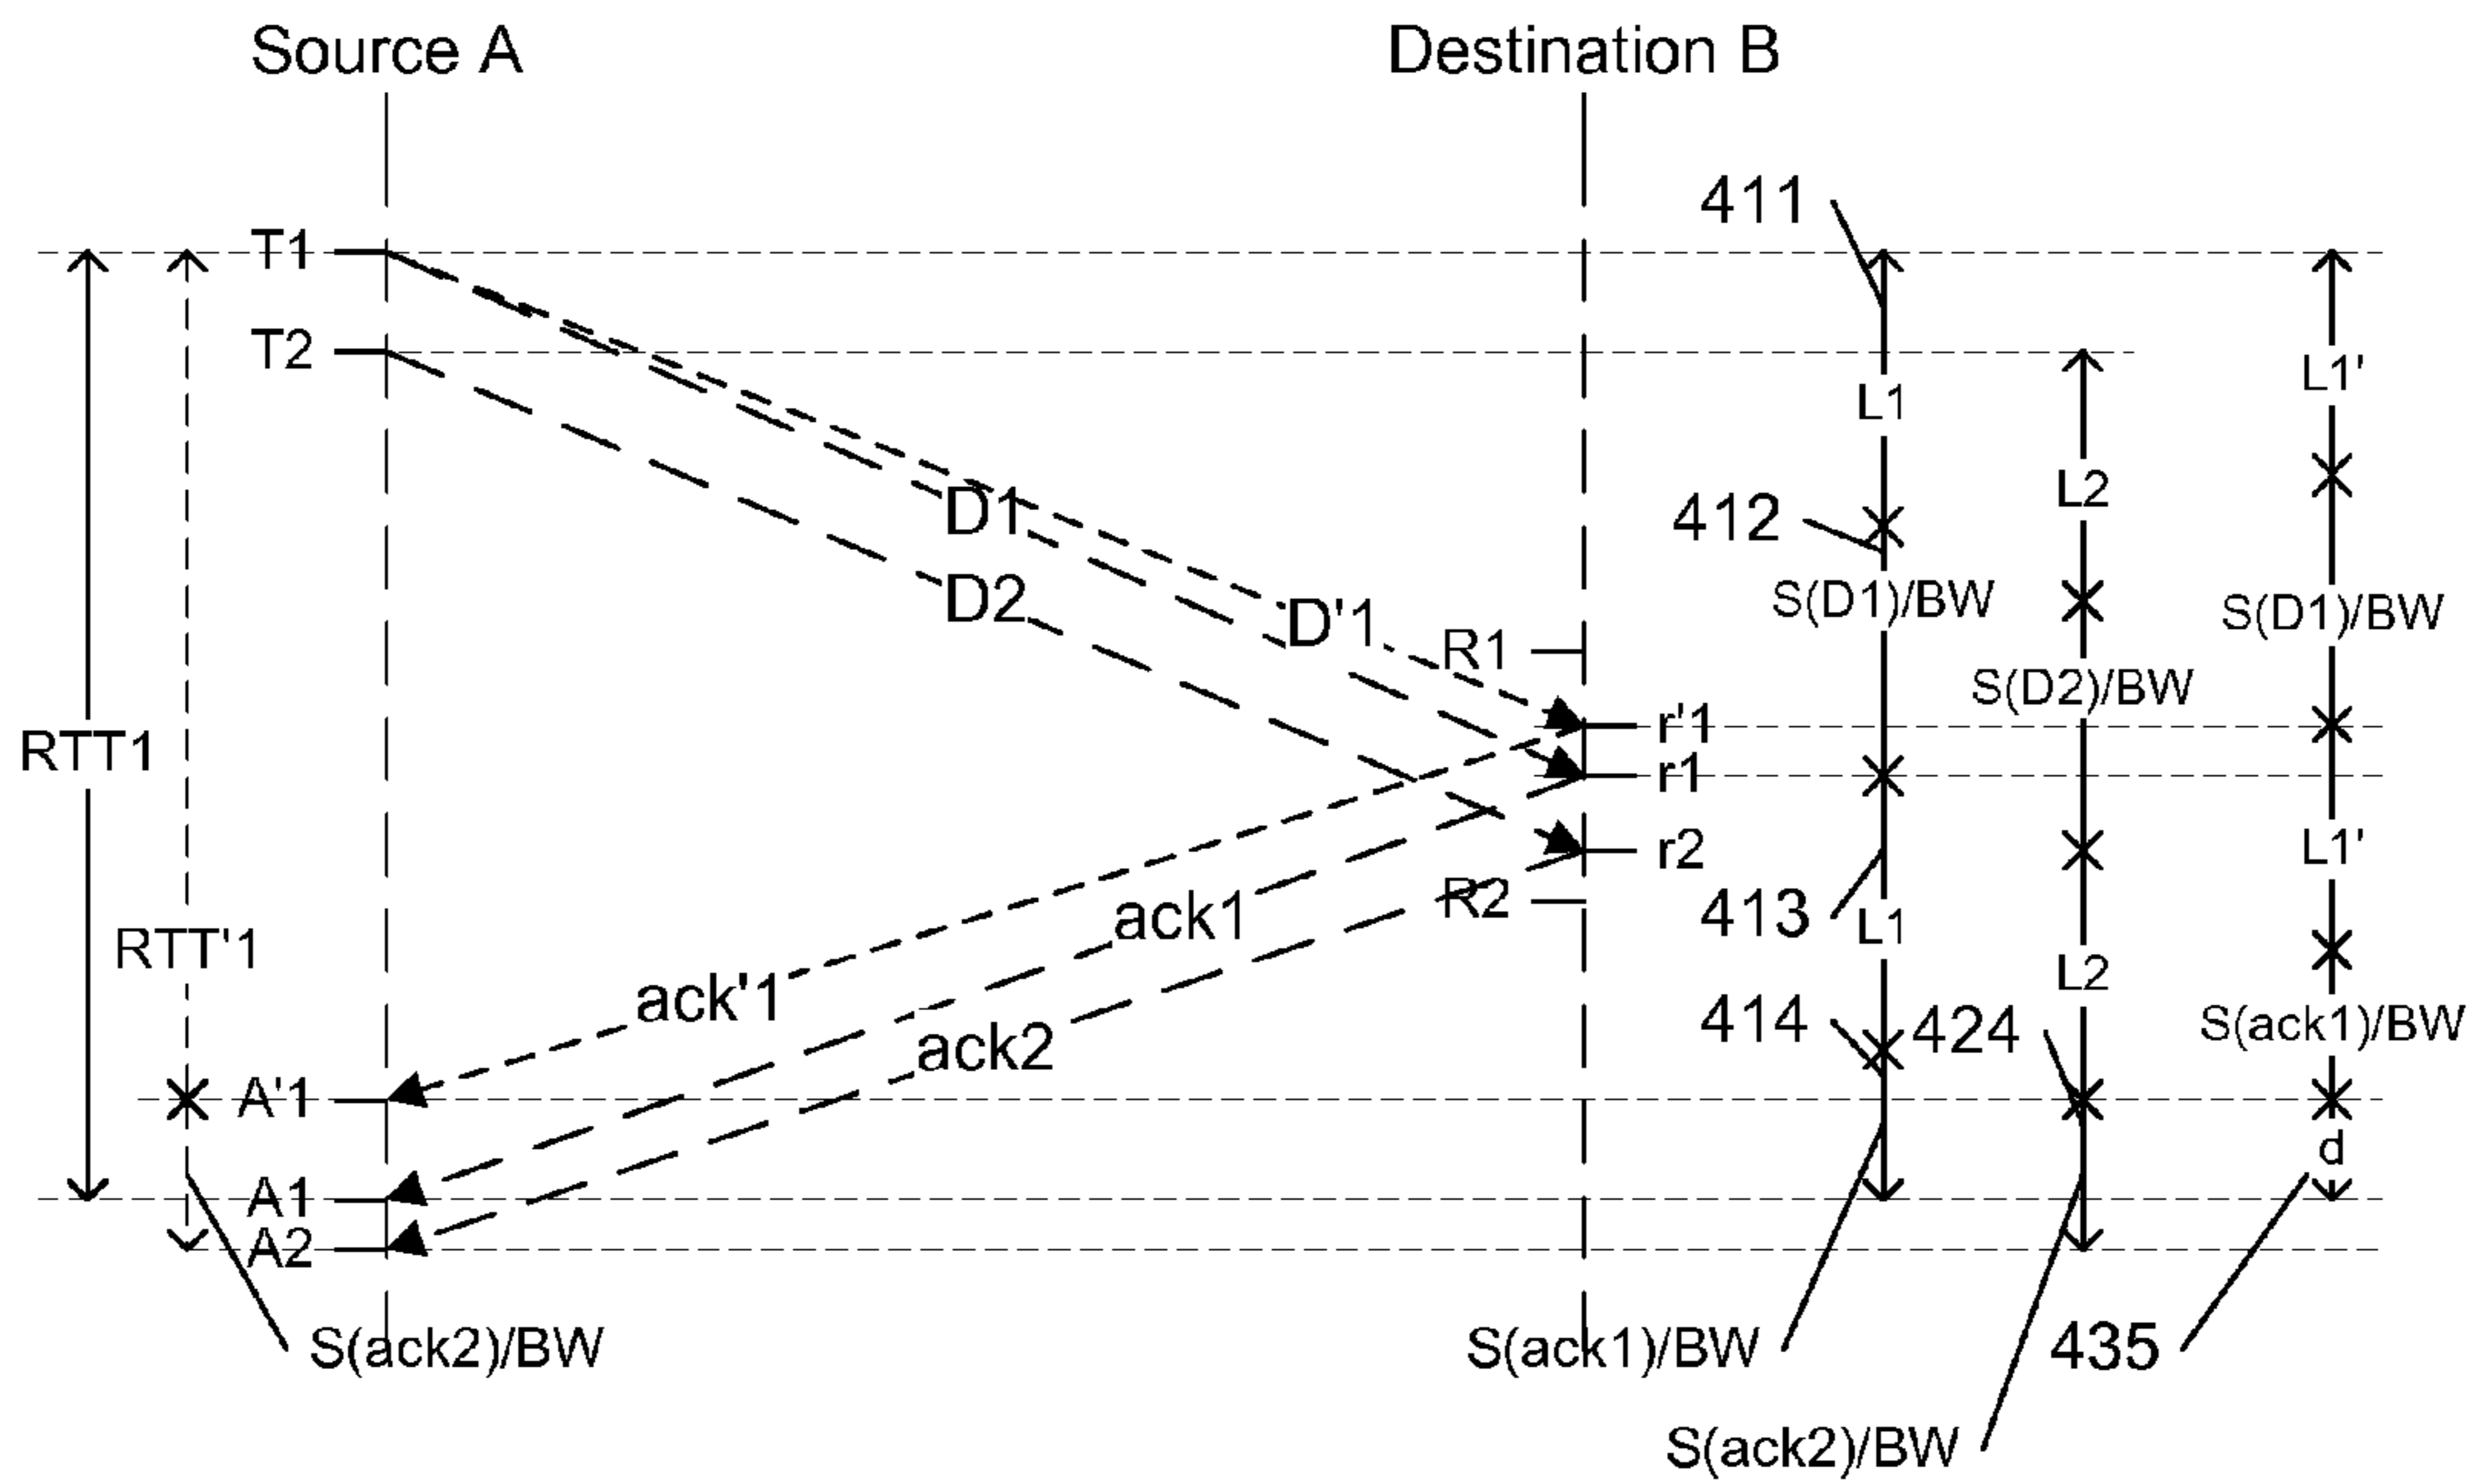 Source A
Destination B
411
T1
T2
L1'
L1
L2
D1
412
D2
D'1
S(D1)/BW
S(D1)/BW
R1
S(D2)/BW
r'1
RTT1
r1
r2
L1'
R2
ack1
413
L1
RTT'1
L2
ack'1
414
424
S(ack1)/BW
ack2
A'1
d
A1
A2
S(ack2)/BW
S(ack1)/BW
435
S(ack2)/BW